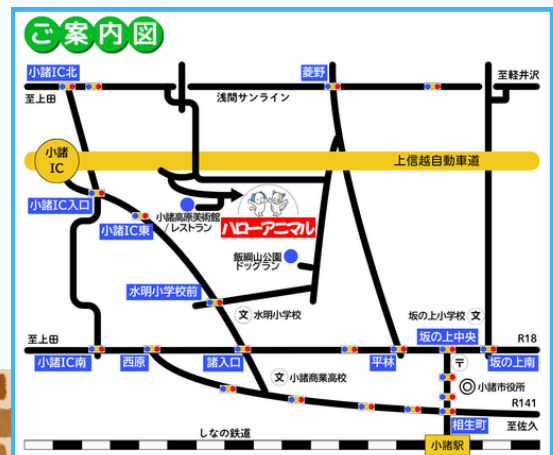 ご案内図
小諸IC北
菱野
至軽井沢
至上田
浅間サンライン
小諸
IC
上信越自動車道
小諸IC入口
小諸IC東
小諸高原美術館
/レストラン
ハローアニマル
飯綱山公園
ドッグラン
水明小学校前
文 水明小学校
坂の上小学校 文
至上田
坂の上中央
R18
小諸IC南
西原
諸入口
平林
〒
坂の上南
文 小諸商業高校
小諸市役所
R141
相生町
至佐久
しなの鉄道
小諸駅